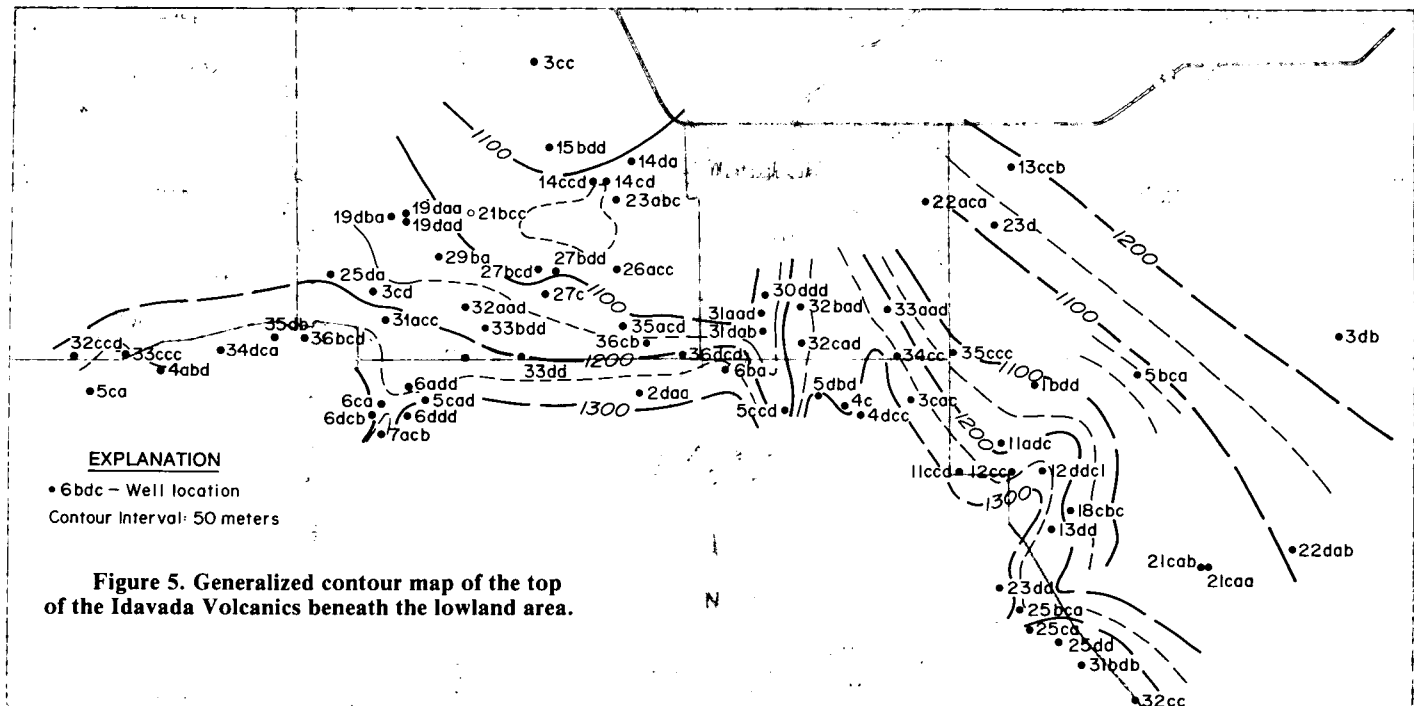 3cc
1100
15bdd
14da
14ccd
14cd
23abc
13ccb
22aca
23d
1200
19dba
19daa
19dad
21bcc
29ba
27bcd
27bdd
26acc
25da
3cd
27c
1100
30ddd
32bad
33aad
1100
32aad
31acc
33bdd
35acd
31aad
31dab
32cad
3db
35db
36bcd
36cb
32ccd
33ccc
34dca
4abd
33dd
1200
36dcd
34cc
35ccc
1100
6ba
5bca
1bdd
5ca
6add
2daa
5dbd
4c
3cac
6ca
5cad
1300
5ccd
4dcc
6dcb
6ddd
7acb
1200
11adc
11ccd
12cc
12ddc1
1300
18cbc
13dd
22dab
21cab
21caa
23dd
25bca
25ca
25dd
31bdb
32cc
EXPLANATION
6bdc – Well location
Contour Interval: 50 meters
Figure 5. Generalized contour map of the top
of the Idavada Volcanics beneath the lowland area.
N